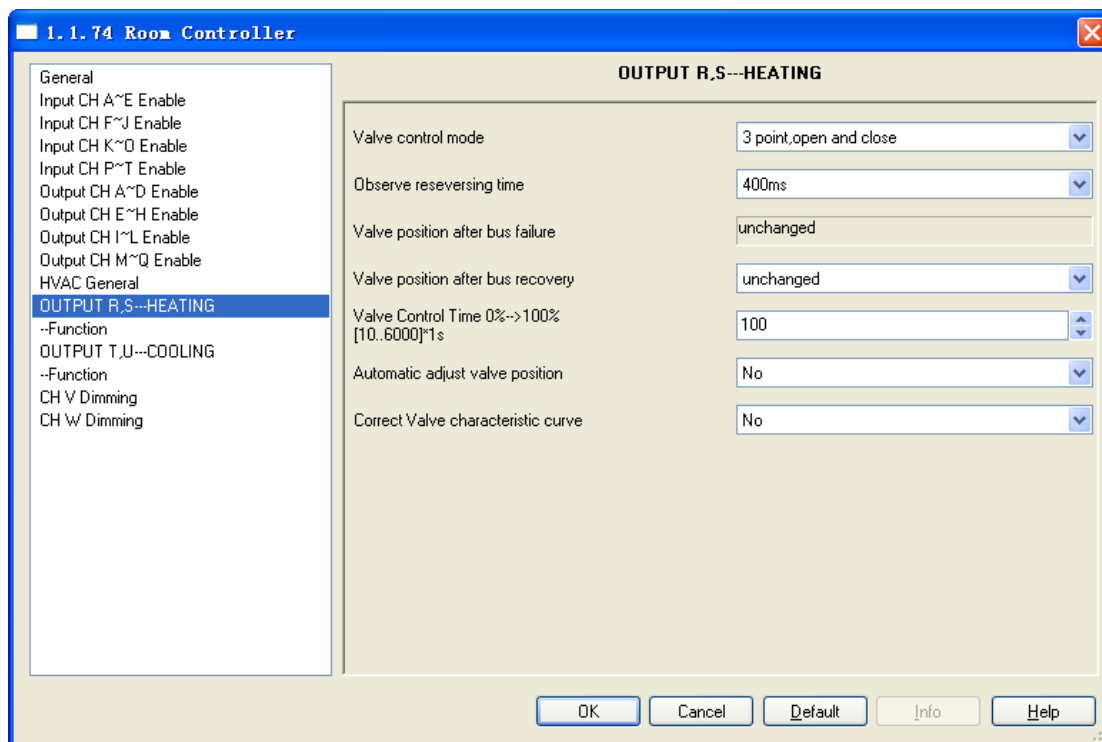 1.1.74 Room Controller
General
Input CH A~E Enable
Input CH F~J Enable
Input CH K~O Enable
Input CH P~T Enable
Output CH A~D Enable
Output CH E~H Enable
Output CH I~L Enable
Output CH M~Q Enable
HVAC General
OUTPUT R,S---HEATING
--Function
OUTPUT T,U---COOLING
--Function
CH V Dimming
CH W Dimming
OUTPUT R,S---HEATING
Valve control mode 3 point,open and close
Observe reseversing time 400ms
Valve position after bus failure unchanged
Valve position after bus recovery unchanged
Valve Control Time 0%-->100%
[10..6000]*1s 100
Automatic adjust valve position No
Correct Valve characteristic curve No
OK Cancel Default Info Help